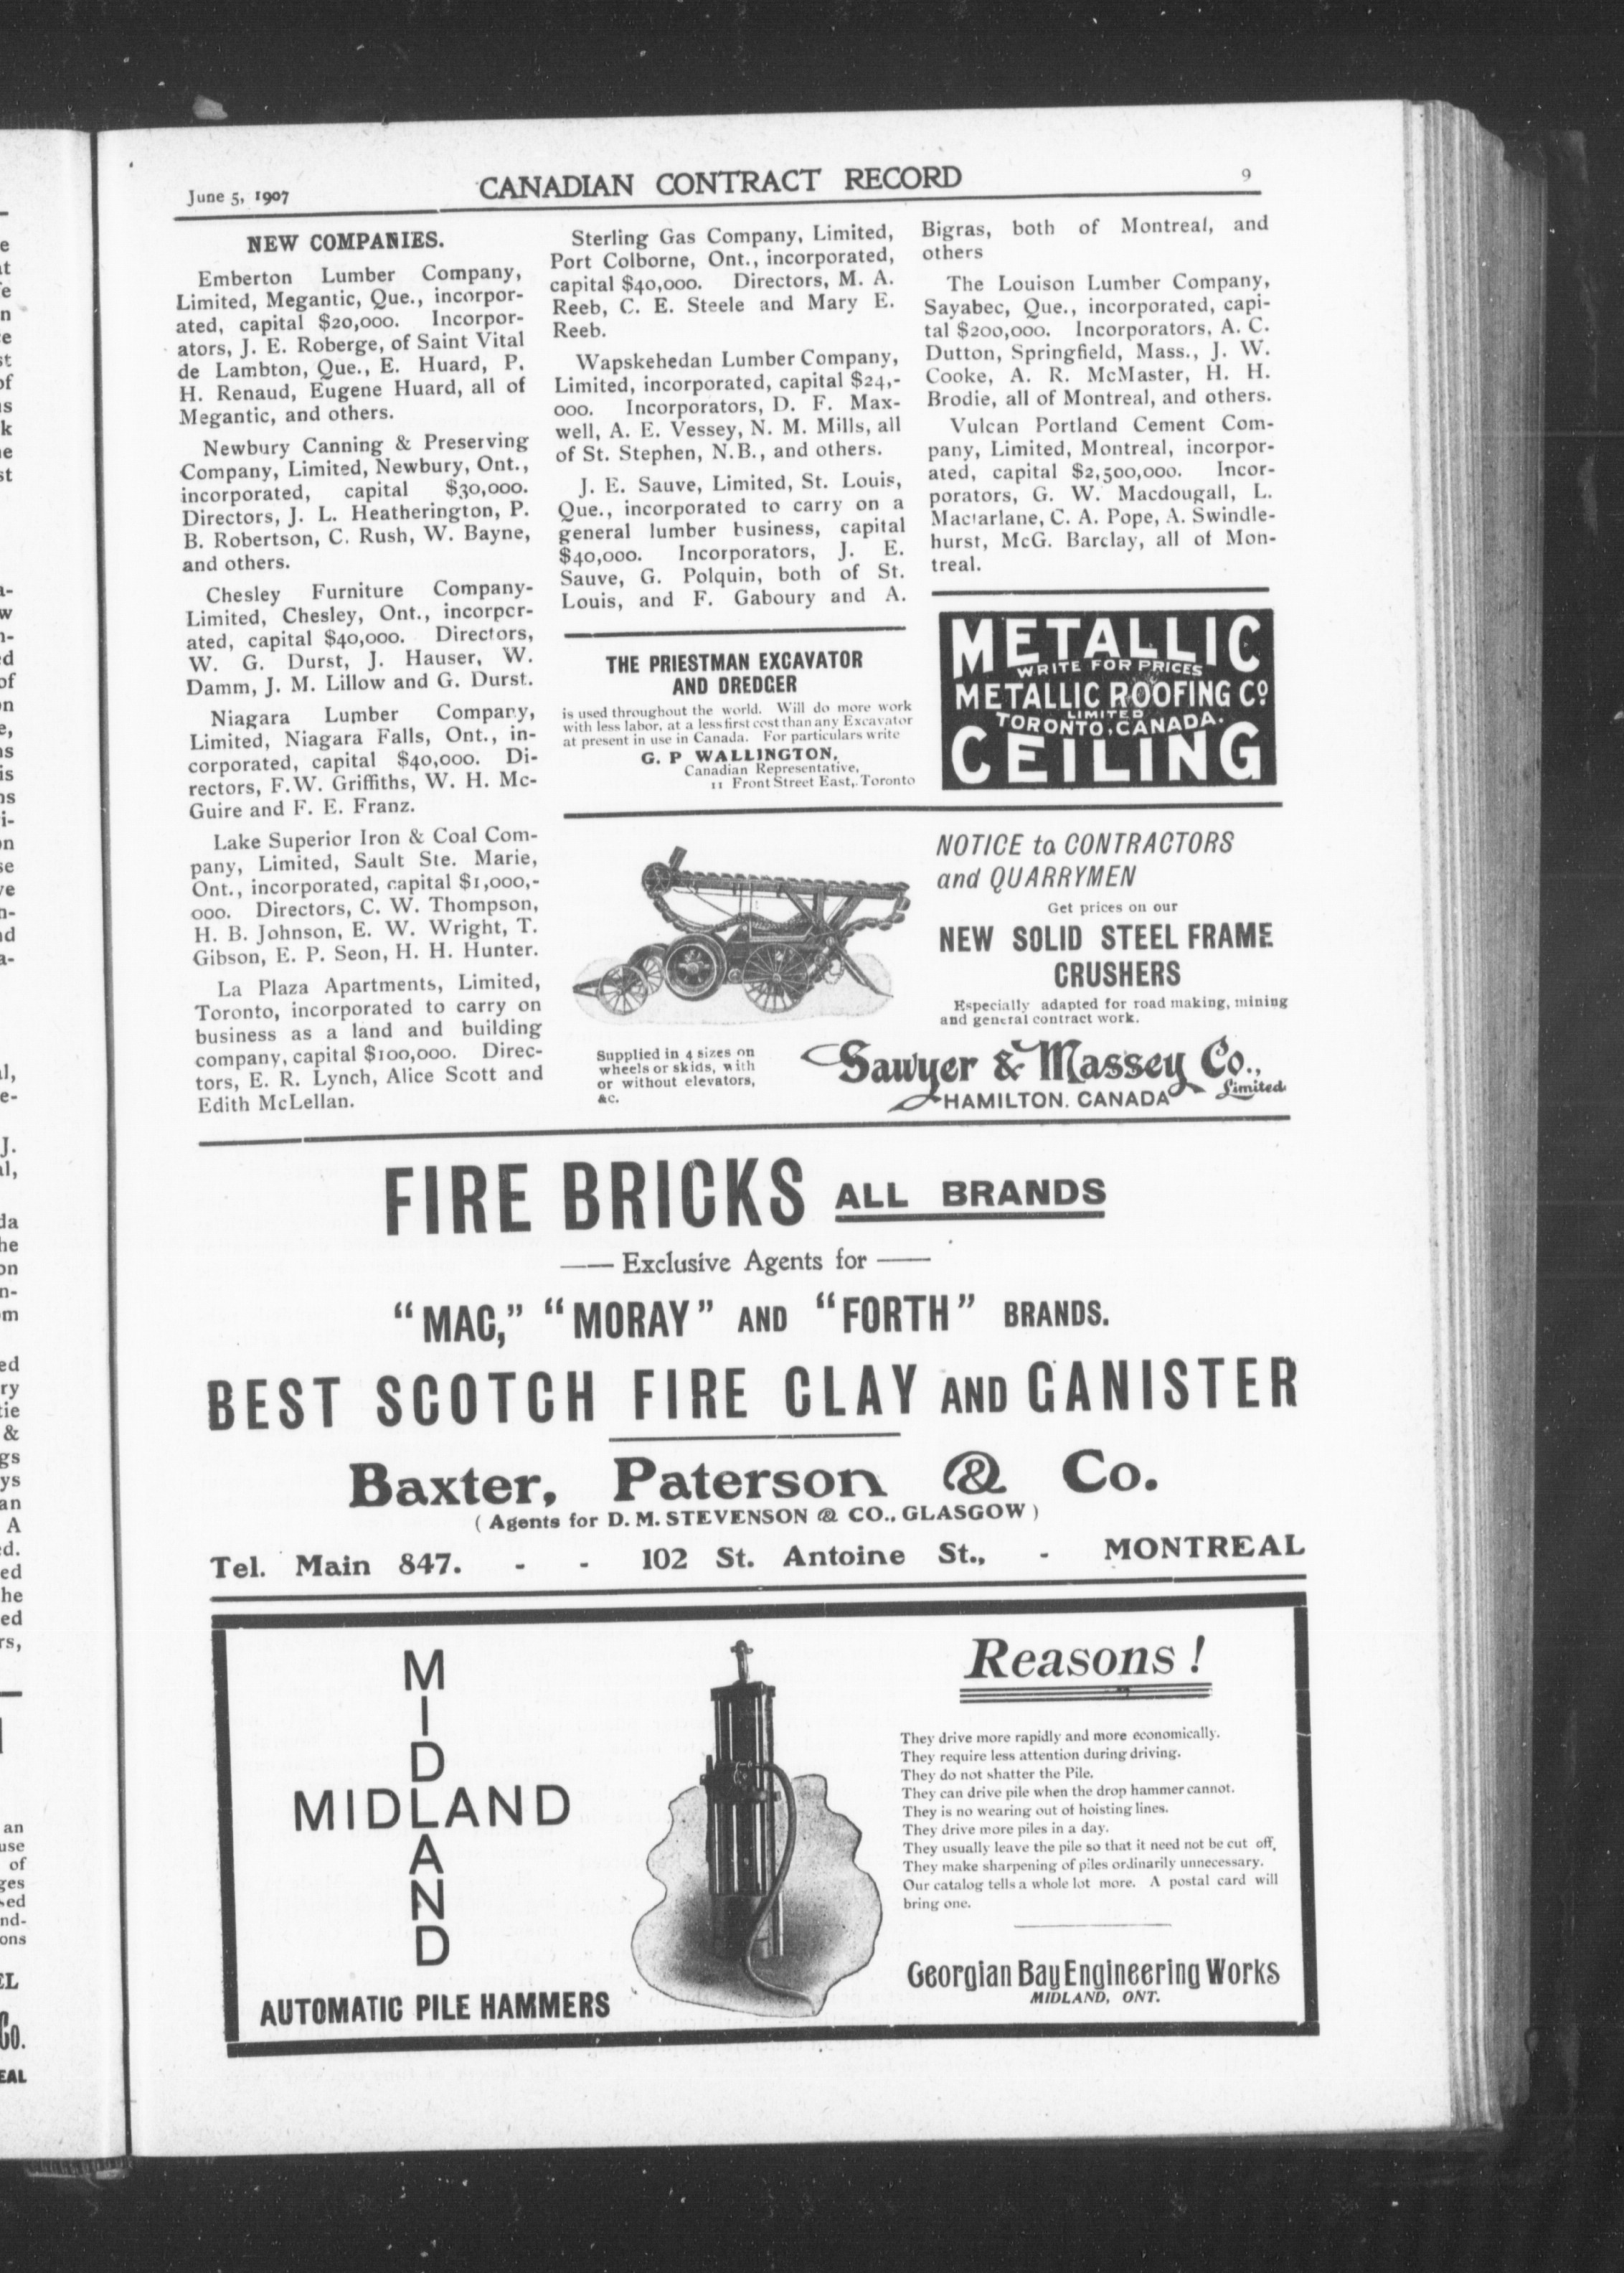 June 5, 1907
CANADIAN CONTRACT RECORD
9
NEW COMPANIES.
Emberton Lumber Company,
Limited, Megantic, Que., incorpor-
ated, capital $20,000. Incorpor-
ators, J. E. Roberge, of Saint Vital
de Lambton, Que., E. Huard, P.
H. Renaud, Eugene Huard, all of
Megantic, and others.
Newbury Canning & Preserving
Company, Limited, Newbury, Ont.,
incorporated, capital $30,000.
Directors, J. L. Heatherington, P.
B. Robertson, C. Rush, W. Bayne,
and others.
Chesley Furniture Company-
Limited, Chesley, Ont., incorpcr-
ated, capital $40,000. Directors,
W. G. Durst, J. Hauser, W.
Damm, J. M. Lillow and G. Durst.
Niagara Lumber Company,
Limited, Niagara Falls, Ont., in-
corporated, capital $40,000. Di-
rectors, F.W. Griffiths, W. H. Mc-
Guire and F. E. Franz.
Lake Superior Iron & Coal Com-
pany, Limited, Sault Ste. Marie,
Ont., incorporated, capital $1,000,-
000. Directors, C. W. Thompson,
H. B. Johnson, E. W. Wright, T.
Gibson, E. P. Seon, H. H. Hunter.
La Plaza Apartments, Limited,
Toronto, incorporated to carry on
business as a land and building
company, capital $100,000. Direc-
tors, E. R. Lynch, Alice Scott and
Edith McLellan.
Sterling Gas Company, Limited,
Port Colborne, Ont., incorporated,
capital $40,000. Directors, M. A.
Reeb, C. E. Steele and Mary E.
Reeb.
Wapskehedan Lumber Company,
Limited, incorporated, capital $24,-
000. Incorporators, D. F. Max-
well, A. E. Vessey, N. M. Mills, all
of St. Stephen, N.B., and others.
J. E. Sauve, Limited, St. Louis,
Que., incorporated to carry on a
general lumber business, capital
$40,000. Incorporators, J. E.
Sauve, G. Polquin, both of St.
Louis, and F. Gaboury and A.
Bigras, both of Montreal, and
others
The Louison Lumber Company,
Sayabec, Que., incorporated, capi-
tal $200,000. Incorporators, A. C.
Dutton, Springfield, Mass., J. W.
Cooke, A. R. McMaster, H. H.
Brodie, all of Montreal, and others.
Vulcan Portland Cement Com-
pany, Limited, Montreal, incorpor-
ated, capital $2,500,000. Incor-
porators, G. W. Macdougall, L.
Macfarlane, C. A. Pope, A. Swindle-
hurst, McG. Barclay, all of Mon-
treal.
THE PRIESTMAN EXCAVATOR
AND DREDGER
is used throughout the world. Will do more work
with less labor, at a less first cost than any Excavator
at present in use in Canada. For particulars write
G. P WALLINGTON,
Canadian Representative,
11 Front Street East, Toronto
METALLIC
WRITE FOR PRICES
METALLIC ROOFING CO.
LIMITED
TORONTO, CANADA.
CEILING
NOTICE to CONTRACTORS
and QUARRYMEN
Get prices on our
NEW SOLID STEEL FRAME
CRUSHERS
Especially adapted for road making, mining
and general contract work.
Supplied in 4 sizes on
wheels or skids, with
or without elevators,
&c.
Sawyer & Massey Co.,
Limited
HAMILTON. CANADA
FIRE BRICKS ALL BRANDS
Exclusive Agents for
"MAC," "MORAY" AND "FORTH" BRANDS.
BEST SCOTCH FIRE CLAY AND GANISTER
Baxter, Paterson & Co.
( Agents for D. M. STEVENSON & CO., GLASGOW )
Tel. Main 847. - - 102 St. Antoine St., - MONTREAL
MIDLAND
MIDLAND
AUTOMATIC PILE HAMMERS
Reasons !
They drive more rapidly and more economically.
They require less attention during driving.
They do not shatter the Pile.
They can drive pile when the drop hammer cannot.
They is no wearing out of hoisting lines.
They drive more piles in a day.
They usually leave the pile so that it need not be cut off,
They make sharpening of piles ordinarily unnecessary.
Our catalog tells a whole lot more. A postal card will
bring one.
Georgian Bay Engineering Works
MIDLAND, ONT.